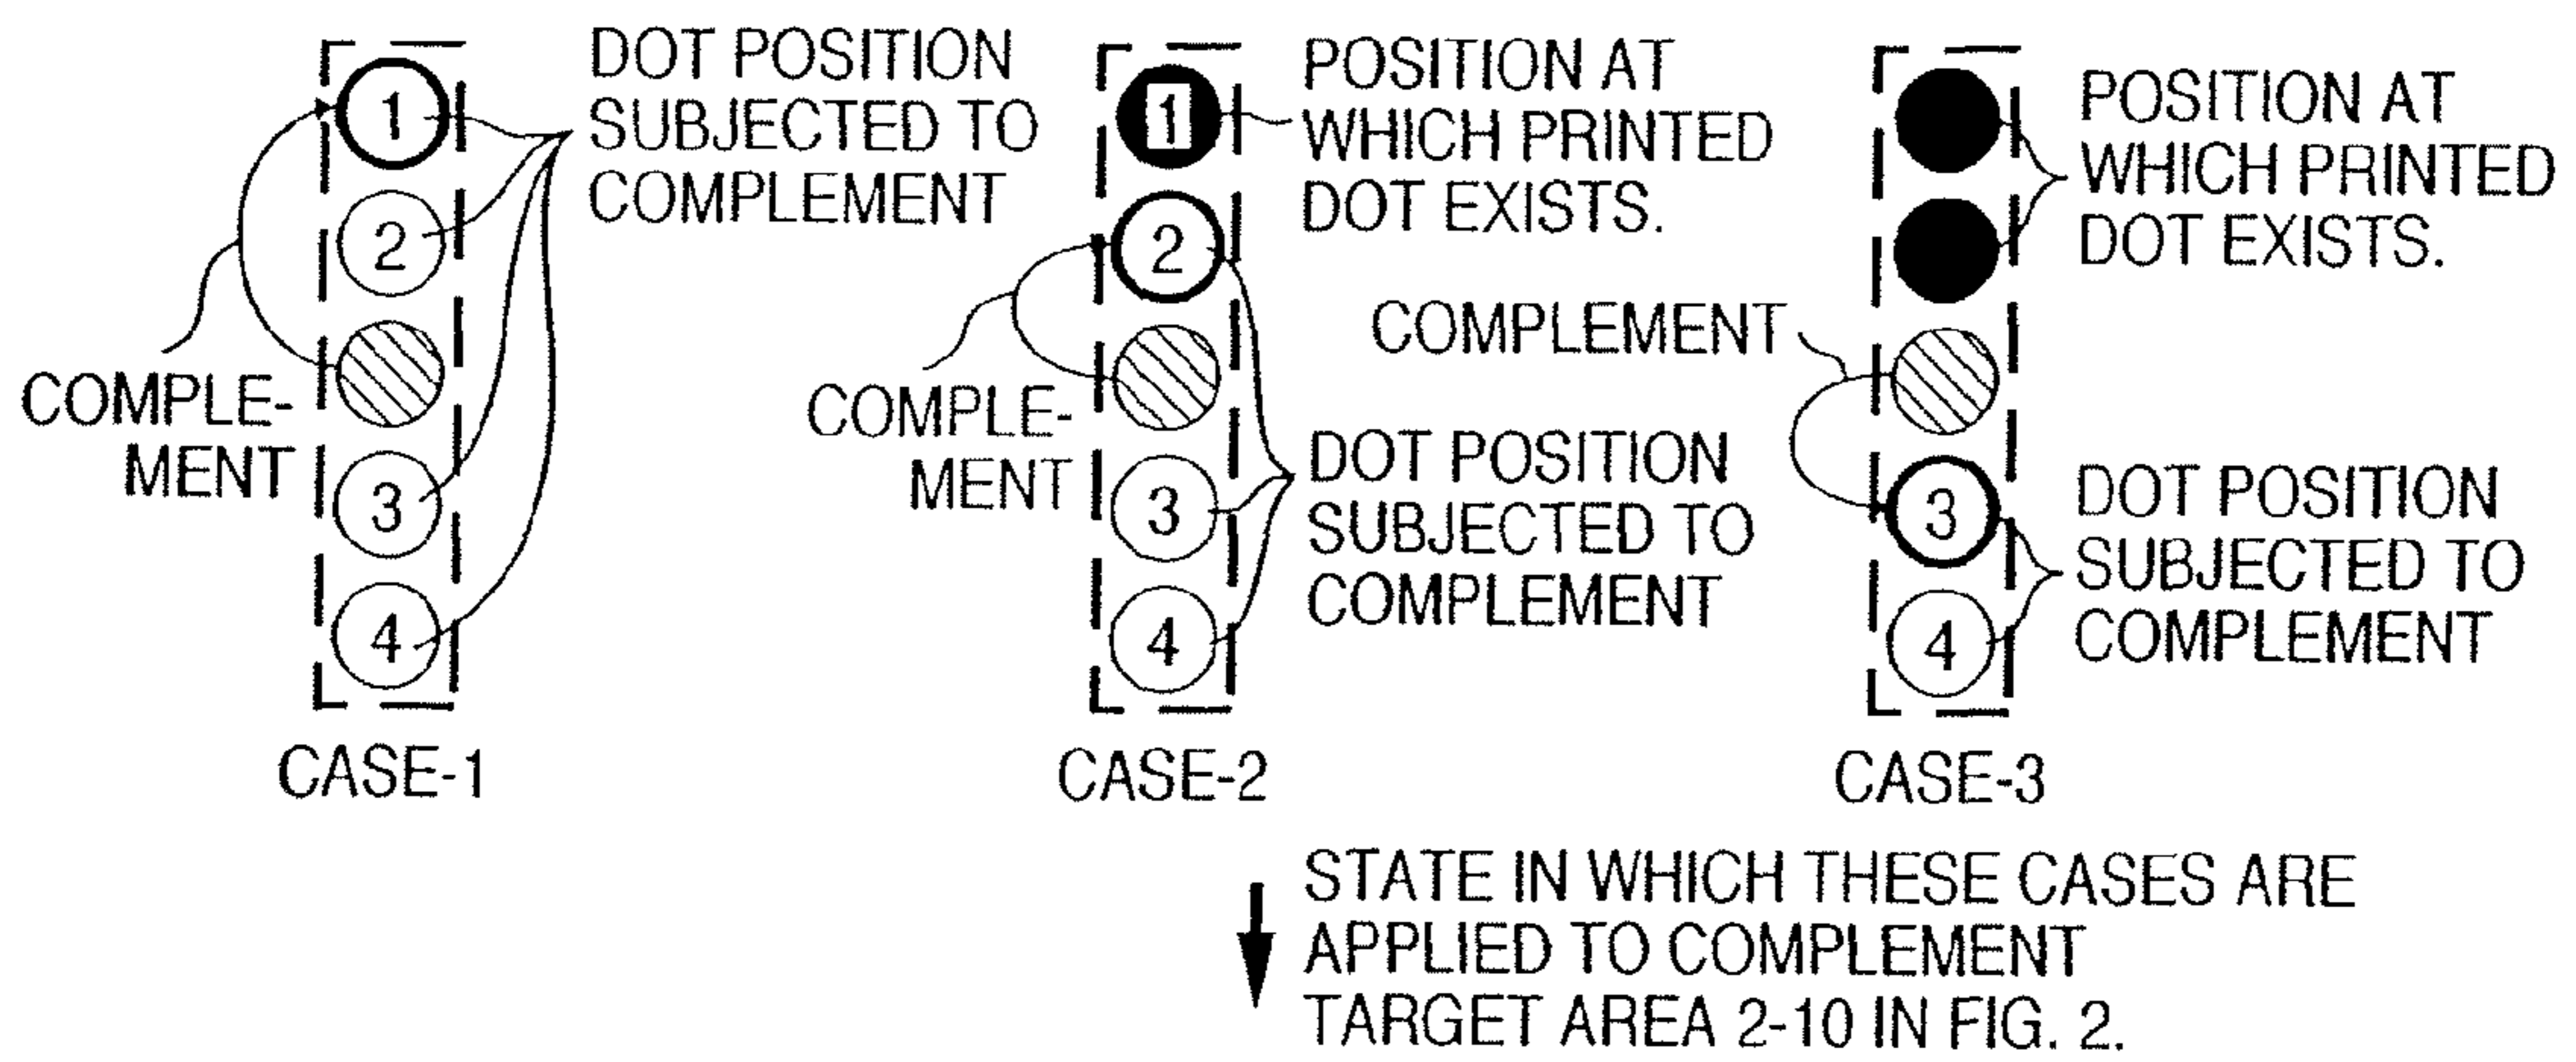 DOT POSITION
SUBJECTED TO
COMPLEMENT
1
2
3
4
COMPLE-
MENT
CASE-1
POSITION AT
WHICH PRINTED
DOT EXISTS.
1
2
3
4
COMPLE-
MENT
DOT POSITION
SUBJECTED TO
COMPLEMENT
CASE-2
POSITION AT
WHICH PRINTED
DOT EXISTS.
COMPLEMENT
3
4
DOT POSITION
SUBJECTED TO
COMPLEMENT
CASE-3
STATE IN WHICH THESE CASES ARE
APPLIED TO COMPLEMENT
TARGET AREA 2-10 IN FIG. 2.